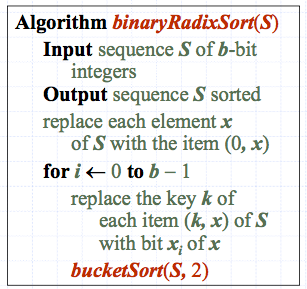 Algorithm binaryRadixSort(S)
Input sequence S of b-bit
integers
Output sequence S sorted
replace each element x
of S with the item (0, x)
for i ← 0 to b – 1
replace the key k of
each item (k, x) of S
with bit xᵢ of x
bucketSort(S, 2)